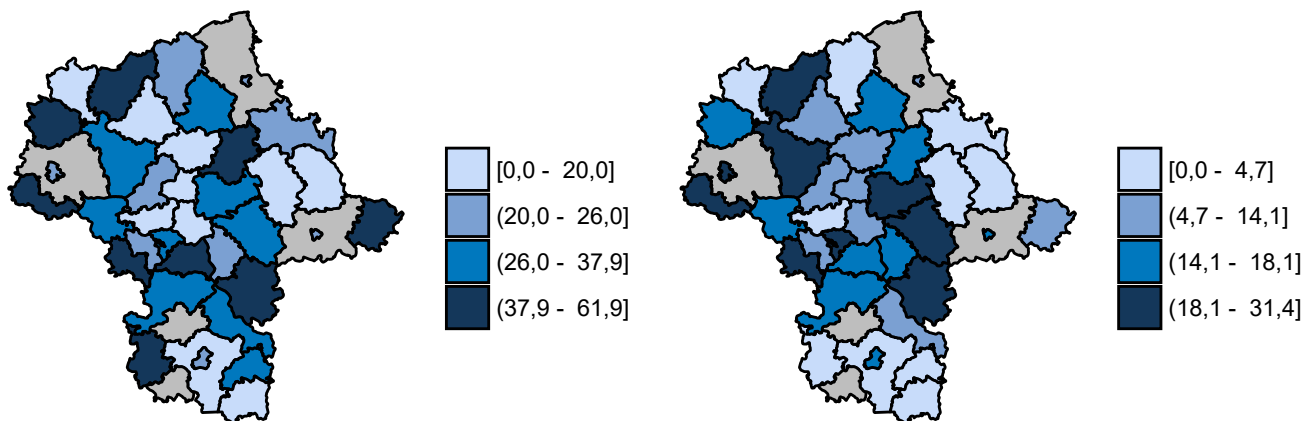 [0,0 - 20,0]
(20,0 - 26,0]
(26,0 - 37,9]
(37,9 - 61,9]
[0,0 - 4,7]
(4,7 - 14,1]
(14,1 - 18,1]
(18,1 - 31,4]